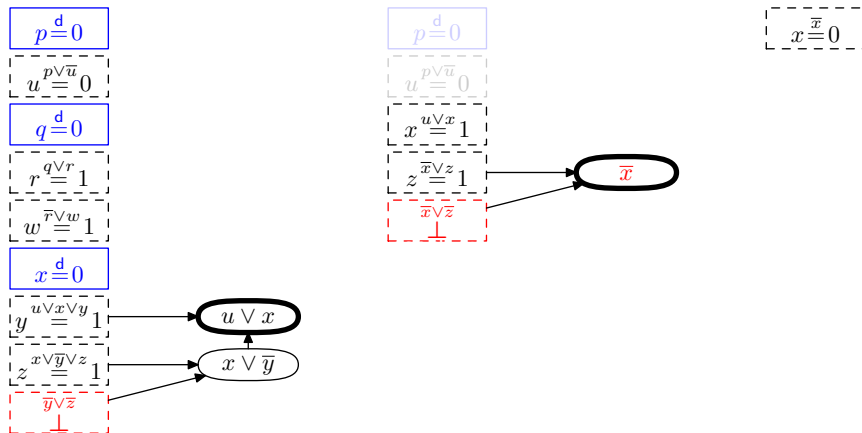 p =^d 0
u =^{p∨u̅} 0
q =^d 0
r =^{q∨r} 1
w =^{r̅∨w} 1
x =^d 0
y =^{u∨x∨y} 1
u ∨ x
z =^{x∨y̅∨z} 1
x ∨ y̅
y̅∨z̅
⊥
p =^d 0
u =^{p∨u̅} 0
x =^{u∨x} 1
z =^{x̅∨z} 1
x̅
x̅∨z̅
⊥
x =^{x̅} 0